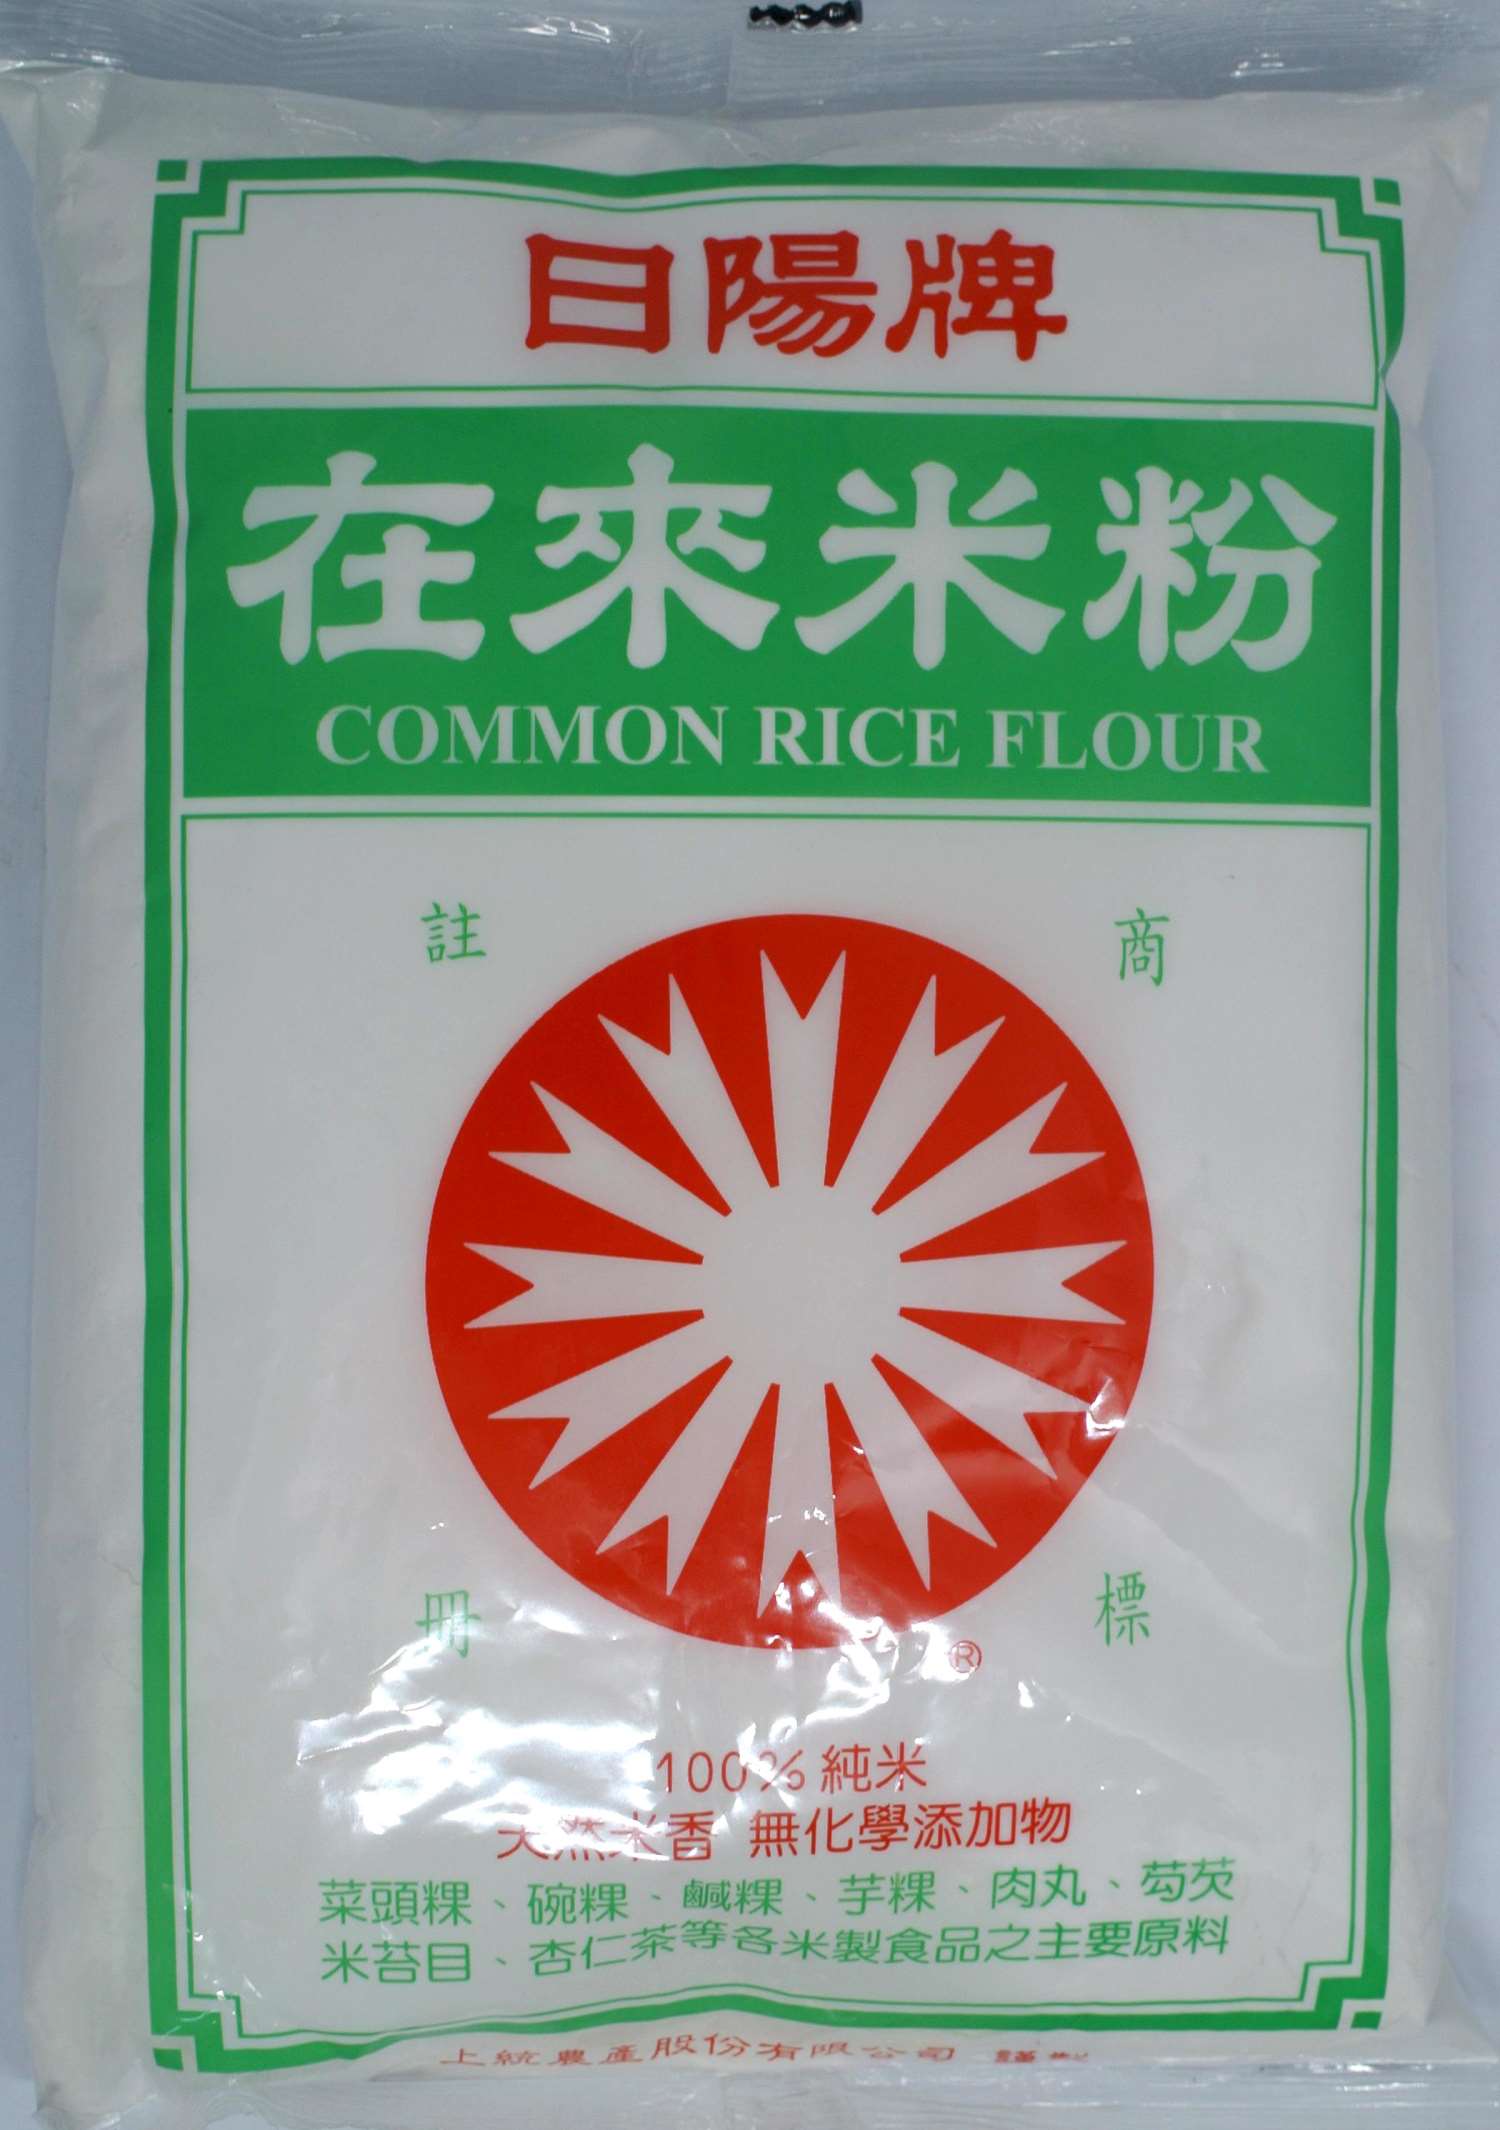 日陽牌
在來米粉
COMMON RICE FLOUR
註 商
冊 標
®
100%純米
天然米香 無化學添加物
菜頭粿、碗粿、鹹粿、芋粿、肉丸、芶芡
米苔目、杏仁茶等各米製食品之主要原料
上統農產股份有限公司 謹製